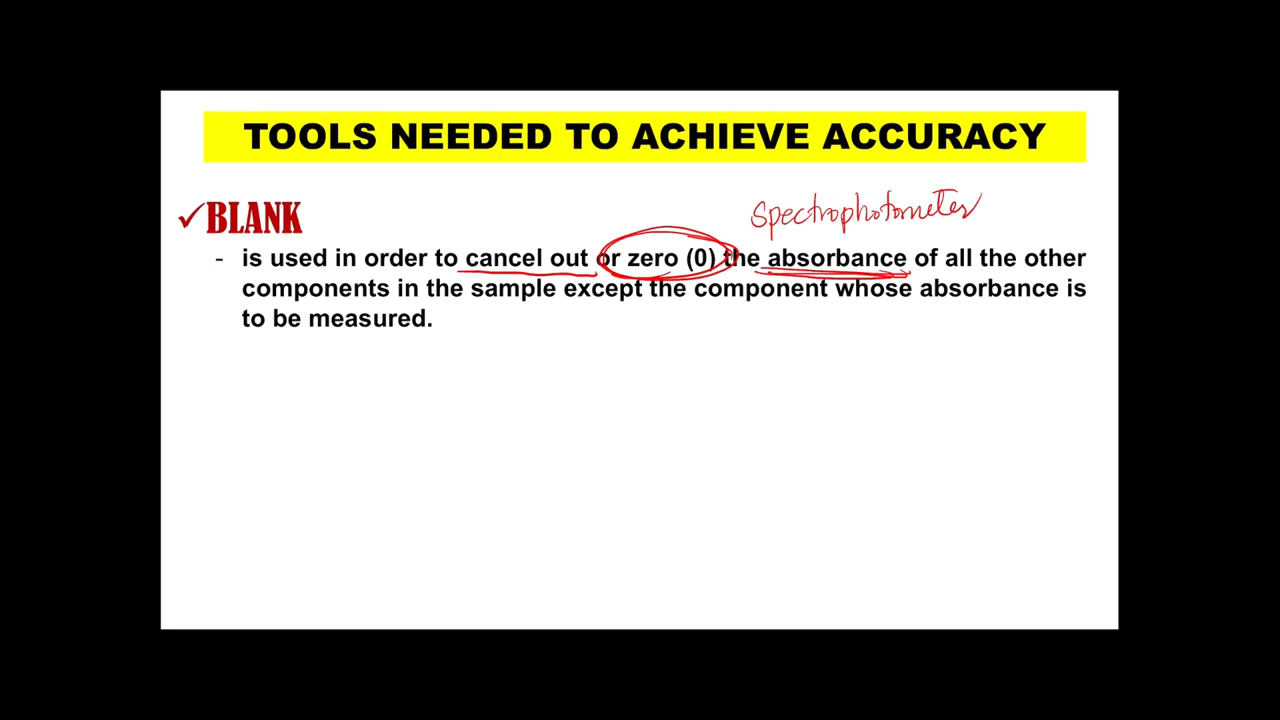 TOOLS NEEDED TO ACHIEVE ACCURACY
✓BLANK
spectrophotometer
- is used in order to cancel out or zero (0) the absorbance of all the other
components in the sample except the component whose absorbance is
to be measured.